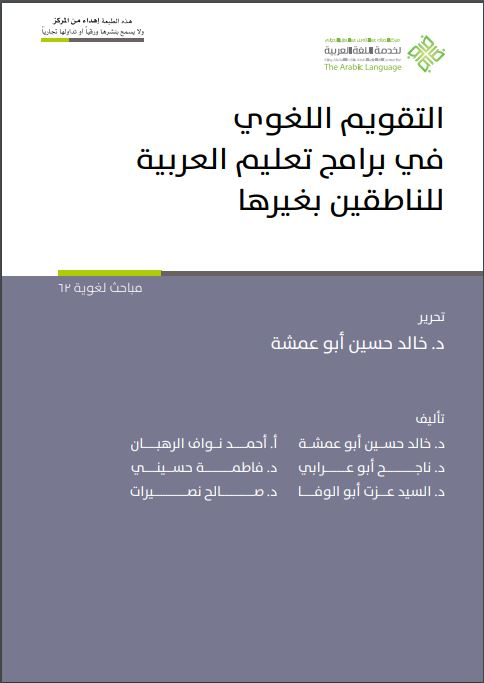 هذه الطبعة إهداء من المركز
ولا يسمح بنشرها ورقياً أو تداولها تجارياً
لخدمة اللغة العربية
The Arabic Language
التقويم اللغوي
في برامج تعليم العربية
للناطقين بغيرها
مباحث لغوية ٦٢
تحرير
د. خالد حسين أبو عمشة
تأليف
د. خالد حسين أبو عمشة أ. أحمد نواف الرهبان
د. ناجح أبو عرابي د. فاطمة حسيني
د. السيد عزت أبو الوفا د. صالح نصيرات